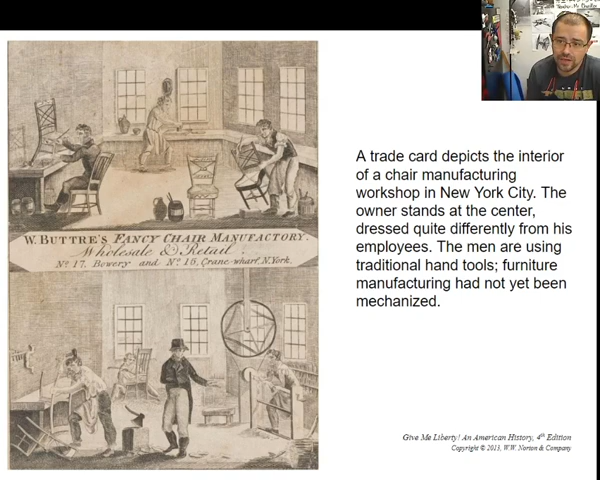 W. BUTTRE'S FANCY CHAIR MANUFACTORY.
Wholesale & Retail
No. 17, Bowery and No. 16, Crane-wharf, N.York.
A trade card depicts the interior
of a chair manufacturing
workshop in New York City. The
owner stands at the center,
dressed quite differently from his
employees. The men are using
traditional hand tools; furniture
manufacturing had not yet been
mechanized.
Give Me Liberty! An American History, 4th Edition
Copyright © 2013, W.W. Norton & Company